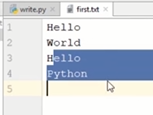 write.py × first.txt ×
1 Hello
2 World
3 Hello
4 Python
5